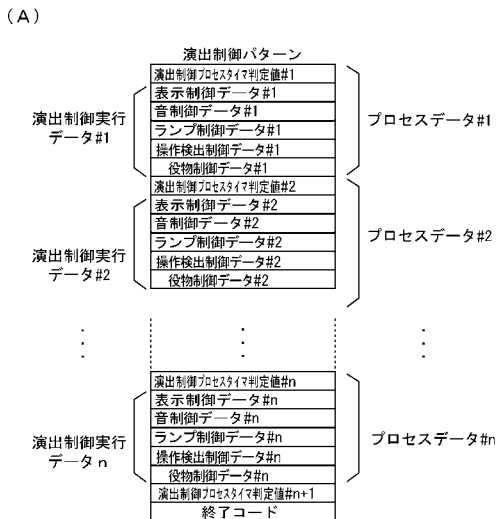 (A)
演出制御パターン
演出制御プロセスタイマ判定値#1
表示制御データ#1
音制御データ#1
ランプ制御データ#1
操作検出制御データ#1
役物制御データ#1
演出制御実行
データ#1
プロセスデータ#1
演出制御プロセスタイマ判定値#2
表示制御データ#2
音制御データ#2
ランプ制御データ#2
操作検出制御データ#2
役物制御データ#2
演出制御実行
データ#2
プロセスデータ#2
演出制御プロセスタイマ判定値#n
表示制御データ#n
音制御データ#n
ランプ制御データ#n
操作検出制御データ#n
役物制御データ#n
演出制御実行
データn
プロセスデータ#n
演出制御プロセスタイマ判定値#n+1
終了コード